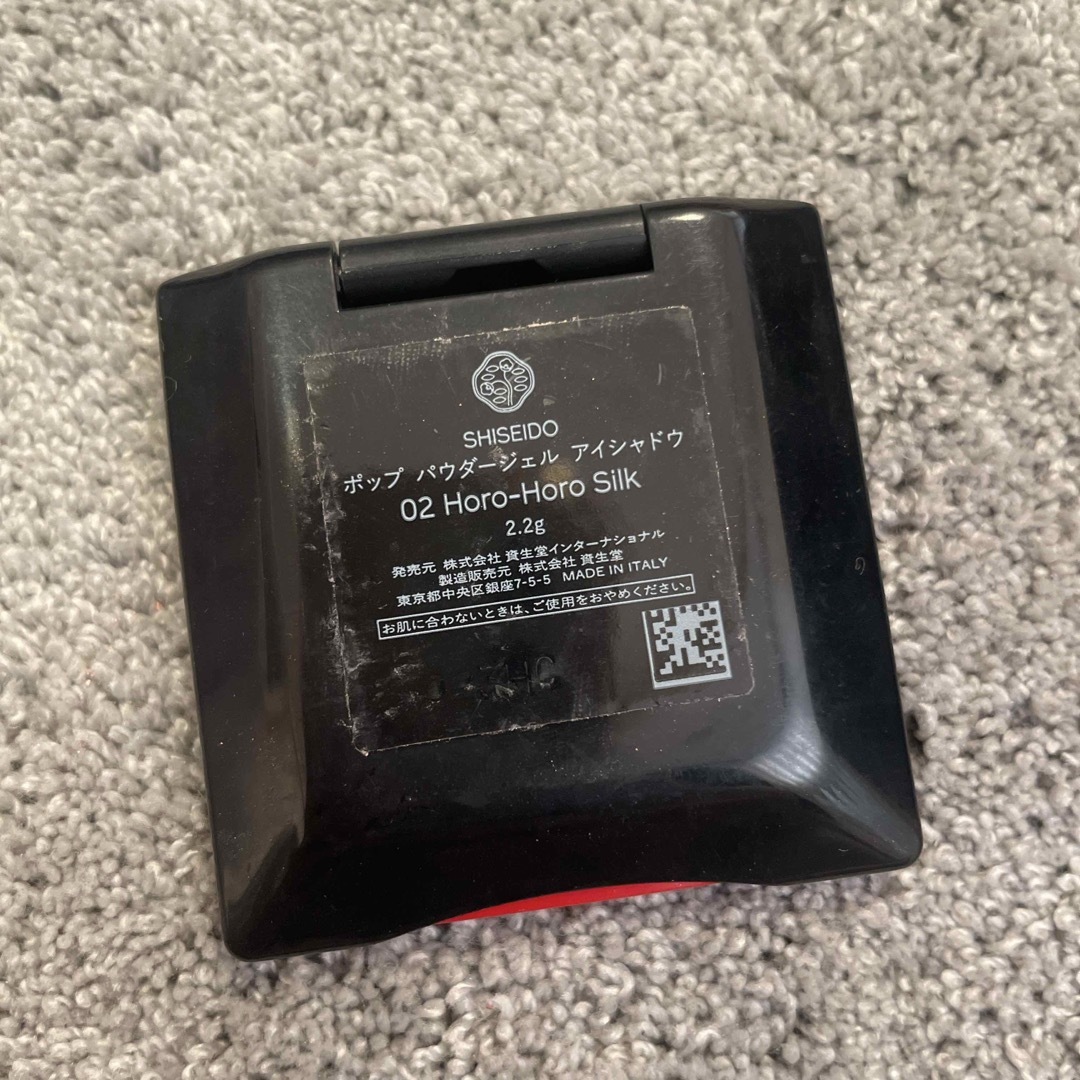 SHISEIDO
ポップ パウダージェル アイシャドウ
02 Horo-Horo Silk
2.2g
発売元 株式会社 資生堂インターナショナル
製造販売元 株式会社 資生堂
東京都中央区銀座7-5-5 MADE IN ITALY
お肌に合わないときは、ご使用をおやめください。